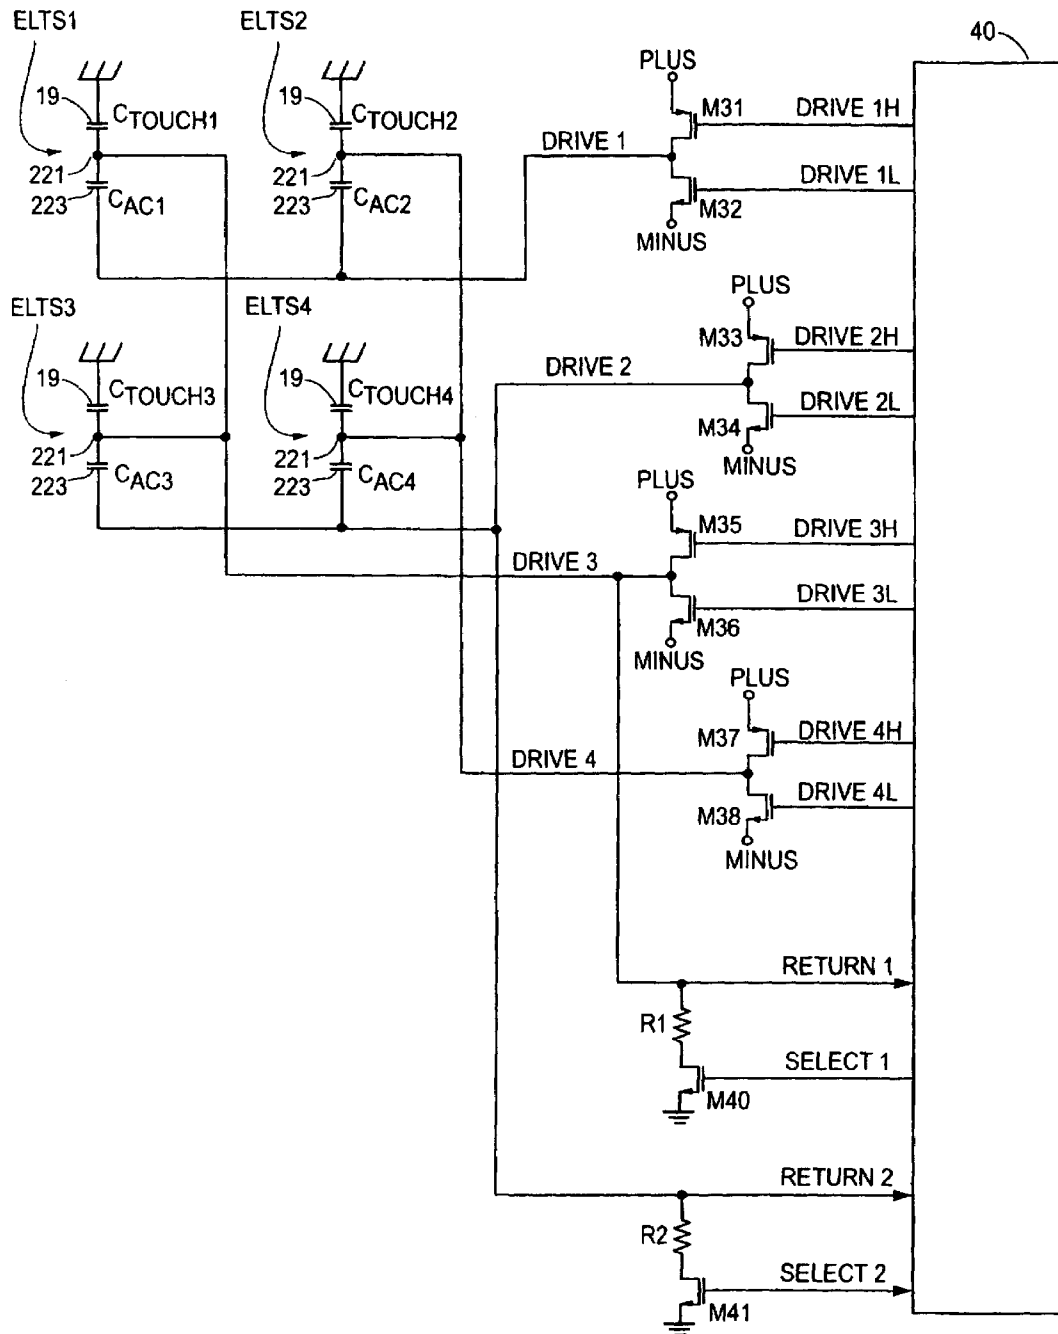 ELTS1
ELTS2
40
PLUS
19
CTOUCH1
19
CTOUCH2
M31
DRIVE 1H
DRIVE 1
221
221
DRIVE 1L
223
CAC1
223
CAC2
M32
MINUS
ELTS3
ELTS4
PLUS
M33
DRIVE 2H
DRIVE 2
19
CTOUCH3
19
CTOUCH4
DRIVE 2L
M34
221
221
MINUS
223
CAC3
223
CAC4
PLUS
M35
DRIVE 3H
DRIVE 3
DRIVE 3L
M36
MINUS
PLUS
M37
DRIVE 4H
DRIVE 4
DRIVE 4L
M38
MINUS
RETURN 1
R1
SELECT 1
M40
RETURN 2
R2
SELECT 2
M41